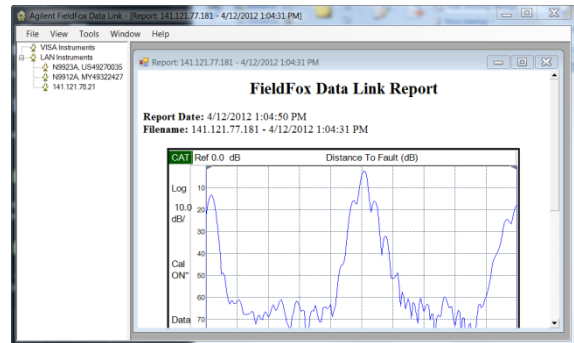 Agilent FieldFox Data Link - [Report: 141.121.77.181 - 4/12/2012 1:04:31 PM]
File View Tools Window Help
VISA Instruments
LAN Instruments
N9923A, US49270035
N9912A, MY49322427
141.121.78.21
Report: 141.121.77.181 - 4/12/2012 1:04:31 PM
FieldFox Data Link Report
Report Date: 4/12/2012 1:04:50 PM
Filename: 141.121.77.181 - 4/12/2012 1:04:31 PM
CAT Ref 0.0 dB Distance To Fault (dB)
Log 10
10.0 20
dB/
30
Cal 40
ON" 50
60
Data 70